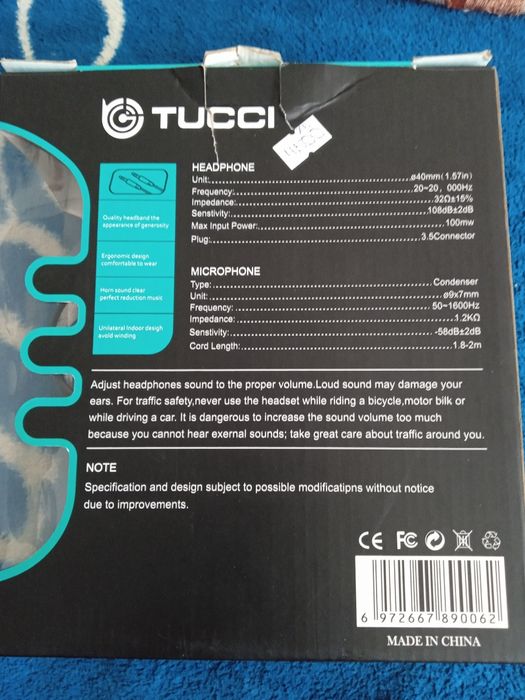 TUCCI
HEADPHONE
Unit:ø40mm(1.57in)
Frequency:20~20, 000Hz
Impedance:32Ω±15%
Senstivity:108dB±2dB
Max Input Power:100mw
Plug:3.5Connector
Quality headband the
appearance of generosity
Ergonomic design
comfortable to wear
Horn sound clear
perfect reduction music
Unilateral Indoor desigh
avoid winding
MICROPHONE
Type:Condenser
Unit:ø9x7mm
Frequency:50~1600Hz
Impedance:1.2KΩ
Senstivity:-58dB±2dB
Cord Length:1.8-2m
Adjust headphones sound to the proper volume.Loud sound may damage your
ears. For traffic safety,never use the headset while riding a bicycle,motor bilk or
while driving a car. It is dangerous to increase the sound volume too much
because you cannot hear exernal sounds; take great care about traffic around you.
NOTE
Specification and design subject to possible modificatipns without notice
due to improvements.
CE FC
6 972667 890062
MADE IN CHINA